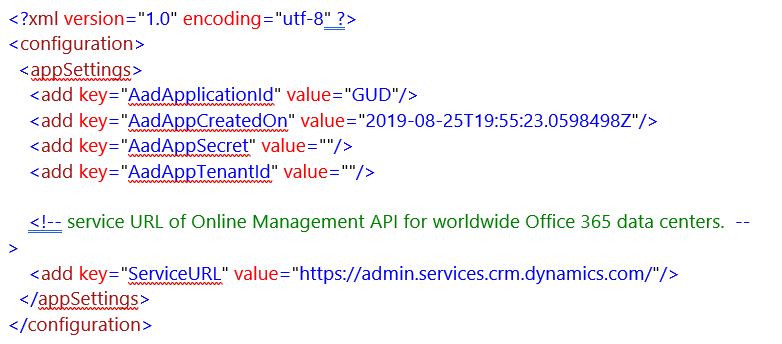 <?xml version="1.0" encoding="utf-8" ?>
<configuration>
<appSettings>
<add key="AadApplicationId" value="GUD"/>
<add key="AadAppCreatedOn" value="2019-08-25T19:55:23.0598498Z"/>
<add key="AadAppSecret" value=""/>
<add key="AadAppTenantId" value=""/>
<!-- service URL of Online Management API for worldwide Office 365 data centers.  --
>
<add key="ServiceURL" value="https://admin.services.crm.dynamics.com/"/>
</appSettings>
</configuration>